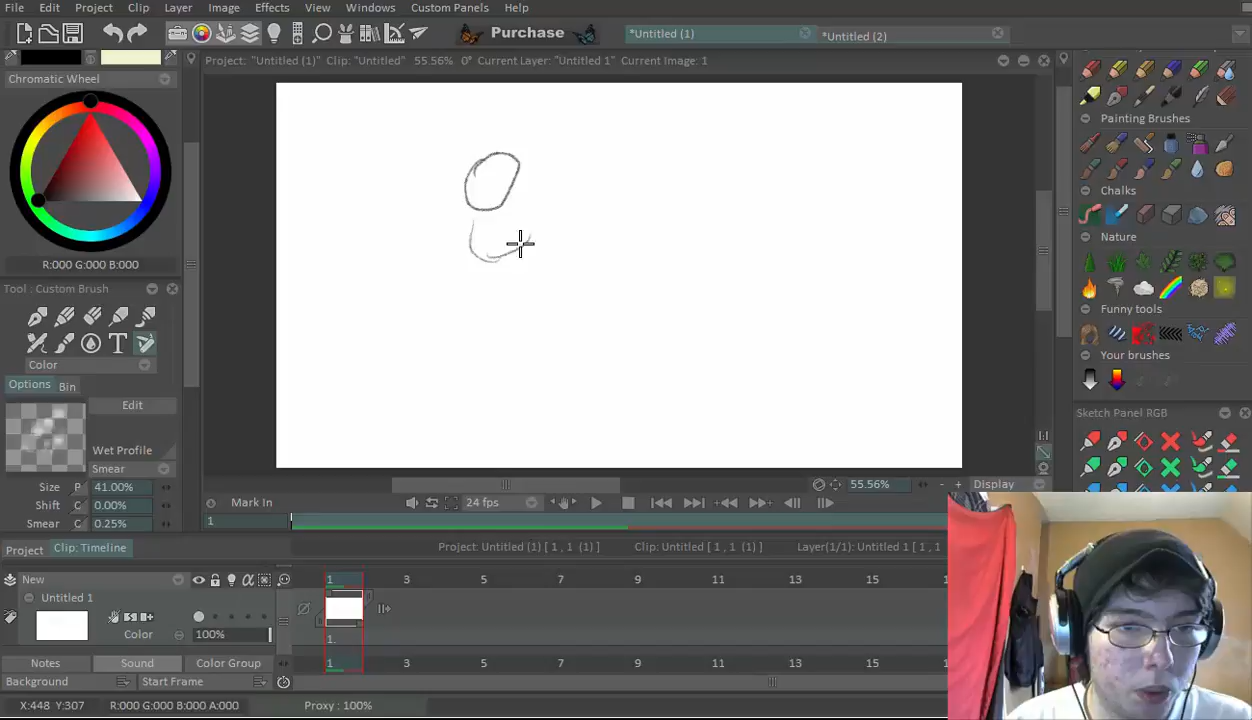 File Edit Project Clip Layer Image Effects View Windows Custom Panels Help
Purchase *Untitled (1) *Untitled (2)
Project: "Untitled (1)" Clip: "Untitled" 55.56% 0° Current Layer: "Untitled 1" Current Image: 1
Chromatic Wheel
R:000 G:000 B:000
Tool : Custom Brush
T
Color
Options Bin
Edit
Wet Profile
Smear
Size P 41.00%
Shift C 0.00%
Smear C 0.25%
Painting Brushes
Chalks
Nature
Funny tools
Your brushes
Sketch Panel RGB
55.56% - + Display
Mark In 24 fps
1
Project Clip: Timeline Project: Untitled (1) [ 1 , 1 (1) ] Clip: Untitled [ 1 , 1 (1) ] Layer(1/1): Untitled 1 [ 1 , 1
New 1 3 5 7 9 11 13 15
Untitled 1
Color 100% 1.
Notes Sound Color Group 1 3 5 7 9 11 13 15
Background Start Frame
X:448 Y:307 R:000 G:000 B:000 A:000 Proxy : 100%